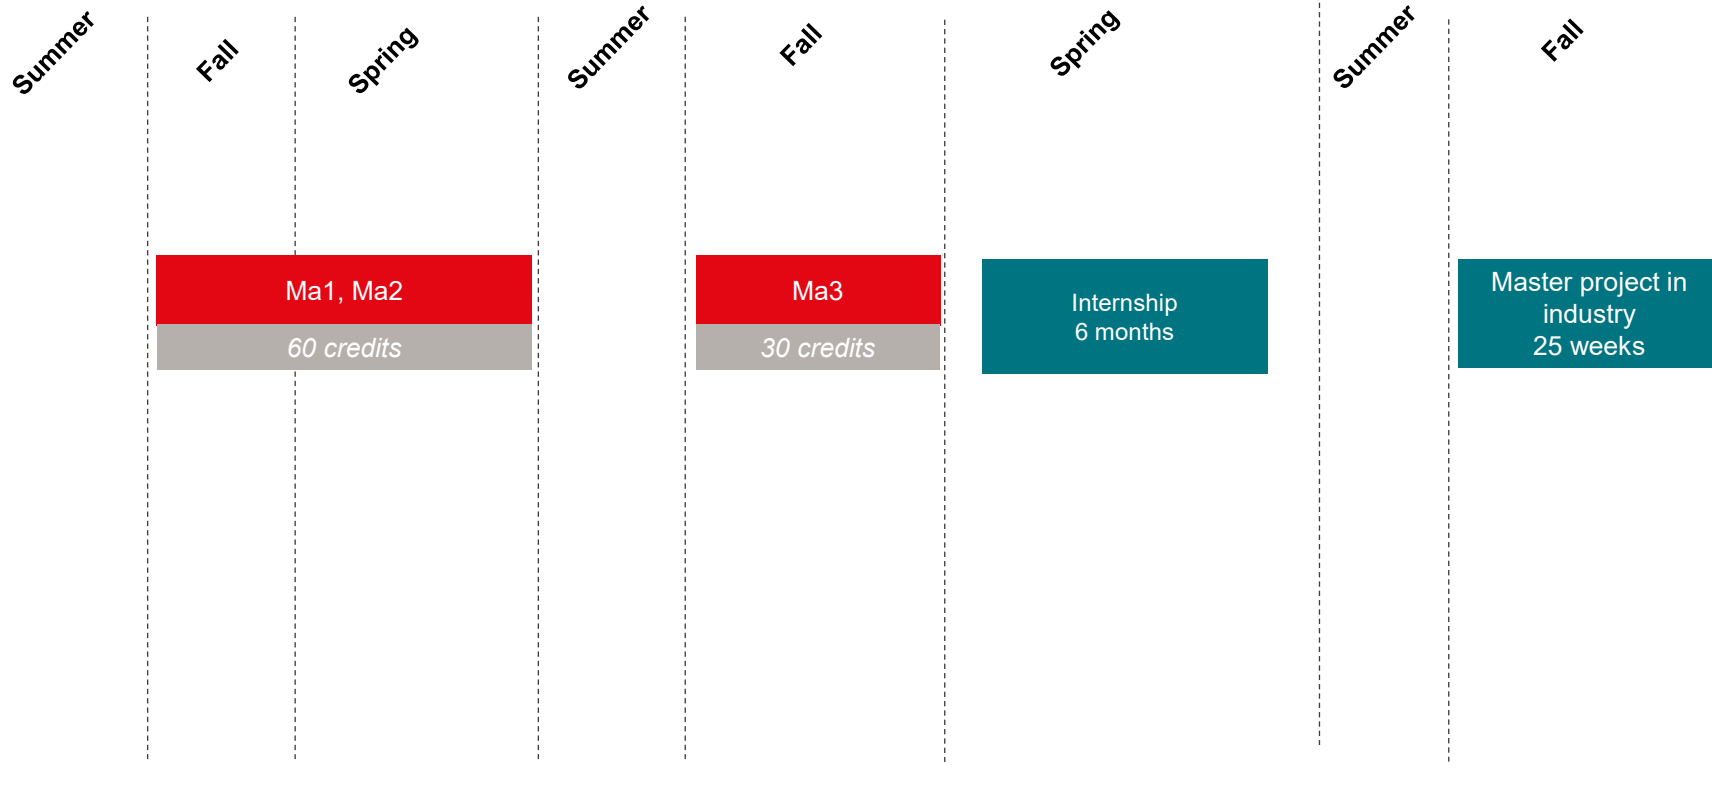 Summer
Fall
Spring
Summer
Fall
Spring
Summer
Fall
Ma1, Ma2
60 credits
Ma3
30 credits
Internship
6 months
Master project in
industry
25 weeks